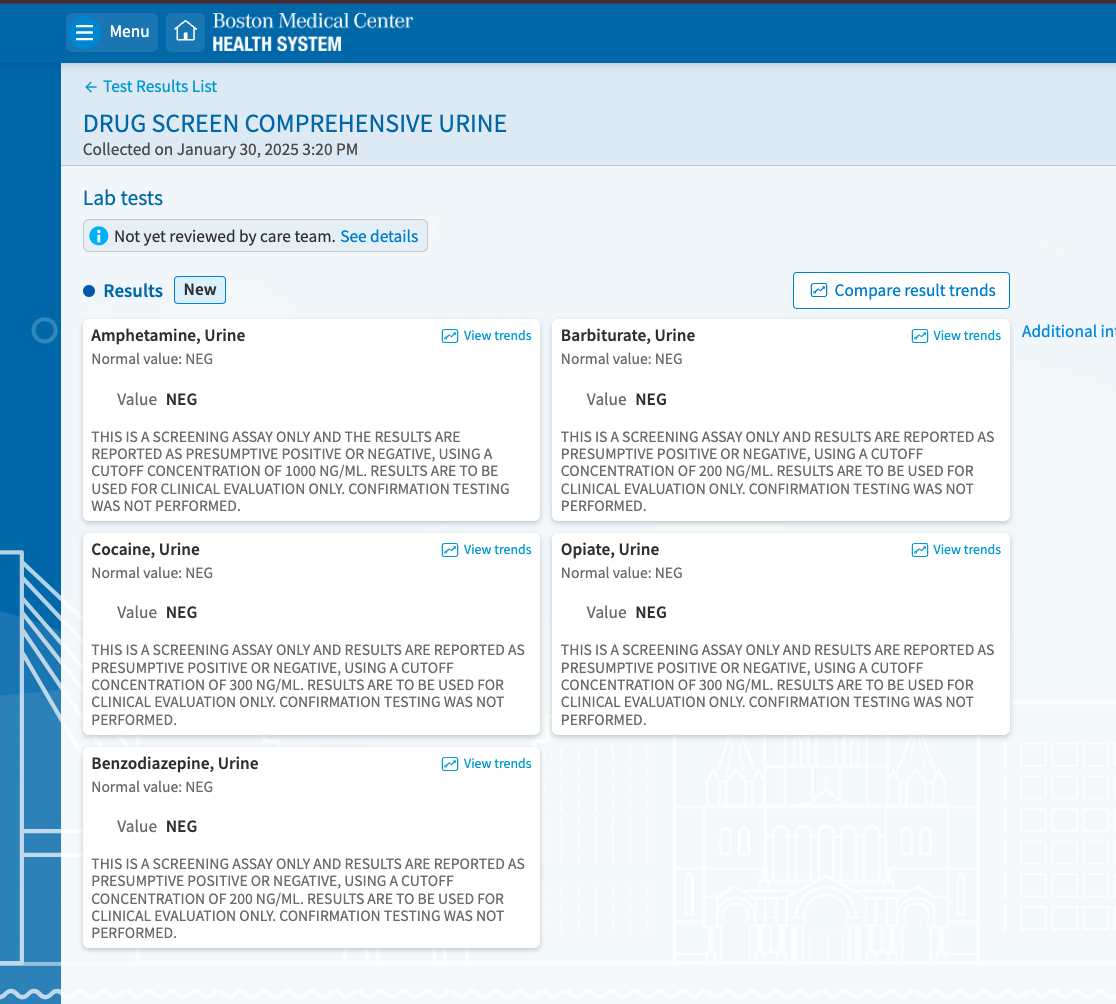 Menu
Boston Medical Center
HEALTH SYSTEM
Test Results List
DRUG SCREEN COMPREHENSIVE URINE
Collected on January 30, 2025 3:20 PM
Lab tests
Not yet reviewed by care team. See details
Results New
Compare result trends
Amphetamine, Urine
View trends
Normal value: NEG
Value NEG
THIS IS A SCREENING ASSAY ONLY AND THE RESULTS ARE
REPORTED AS PRESUMPTIVE POSITIVE OR NEGATIVE, USING A
CUTOFF CONCENTRATION OF 1000 NG/ML. RESULTS ARE TO BE
USED FOR CLINICAL EVALUATION ONLY. CONFIRMATION TESTING
WAS NOT PERFORMED.
Barbiturate, Urine
View trends
Normal value: NEG
Value NEG
THIS IS A SCREENING ASSAY ONLY AND RESULTS ARE REPORTED AS
PRESUMPTIVE POSITIVE OR NEGATIVE, USING A CUTOFF
CONCENTRATION OF 200 NG/ML. RESULTS ARE TO BE USED FOR
CLINICAL EVALUATION ONLY. CONFIRMATION TESTING WAS NOT
PERFORMED.
Additional in
Cocaine, Urine
View trends
Normal value: NEG
Value NEG
THIS IS A SCREENING ASSAY ONLY AND RESULTS ARE REPORTED AS
PRESUMPTIVE POSITIVE OR NEGATIVE, USING A CUTOFF
CONCENTRATION OF 300 NG/ML. RESULTS ARE TO BE USED FOR
CLINICAL EVALUATION ONLY. CONFIRMATION TESTING WAS NOT
PERFORMED.
Opiate, Urine
View trends
Normal value: NEG
Value NEG
THIS IS A SCREENING ASSAY ONLY AND RESULTS ARE REPORTED AS
PRESUMPTIVE POSITIVE OR NEGATIVE, USING A CUTOFF
CONCENTRATION OF 300 NG/ML. RESULTS ARE TO BE USED FOR
CLINICAL EVALUATION ONLY. CONFIRMATION TESTING WAS NOT
PERFORMED.
Benzodiazepine, Urine
View trends
Normal value: NEG
Value NEG
THIS IS A SCREENING ASSAY ONLY AND RESULTS ARE REPORTED AS
PRESUMPTIVE POSITIVE OR NEGATIVE, USING A CUTOFF
CONCENTRATION OF 200 NG/ML. RESULTS ARE TO BE USED FOR
CLINICAL EVALUATION ONLY. CONFIRMATION TESTING WAS NOT
PERFORMED.